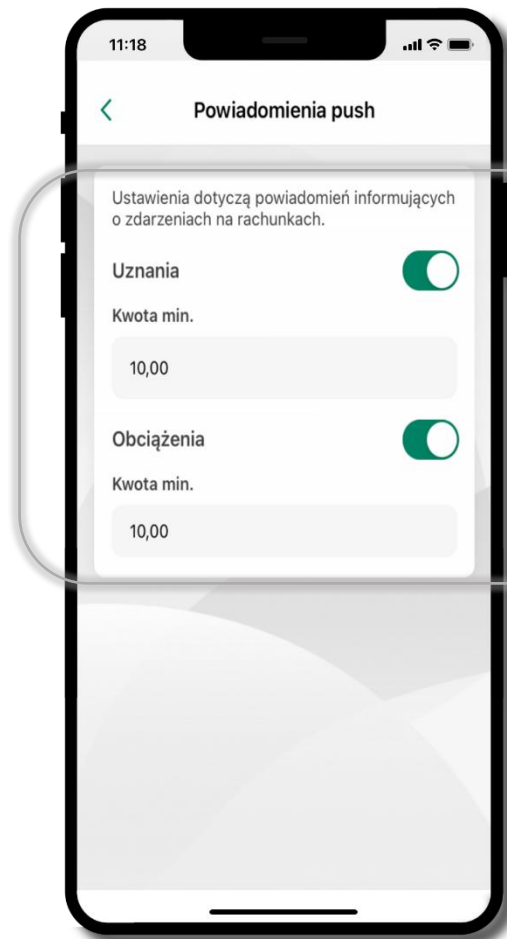 11:18
Powiadomienia push
Ustawienia dotyczą powiadomień informujących
o zdarzeniach na rachunkach.
Uznania
Kwota min.
10,00
Obciążenia
Kwota min.
10,00